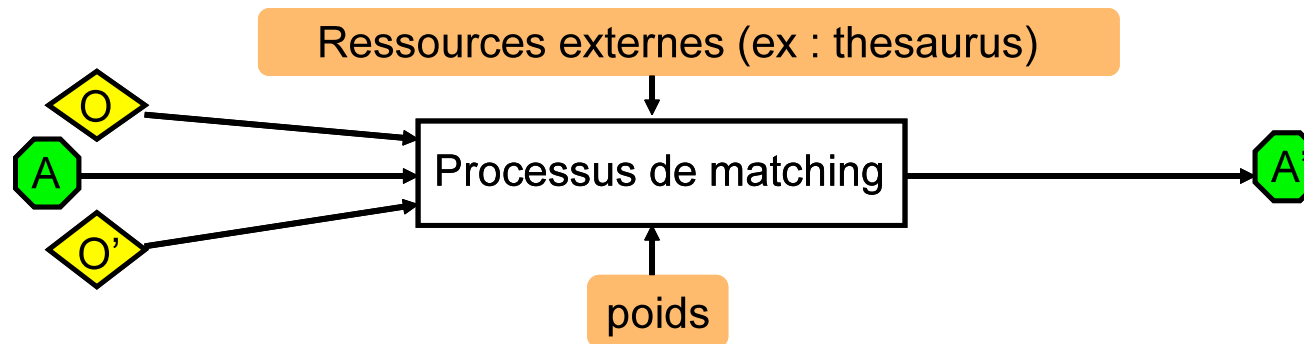 Ressources externes (ex : thesaurus)
O
A
Processus de matching
A'
O’
poids